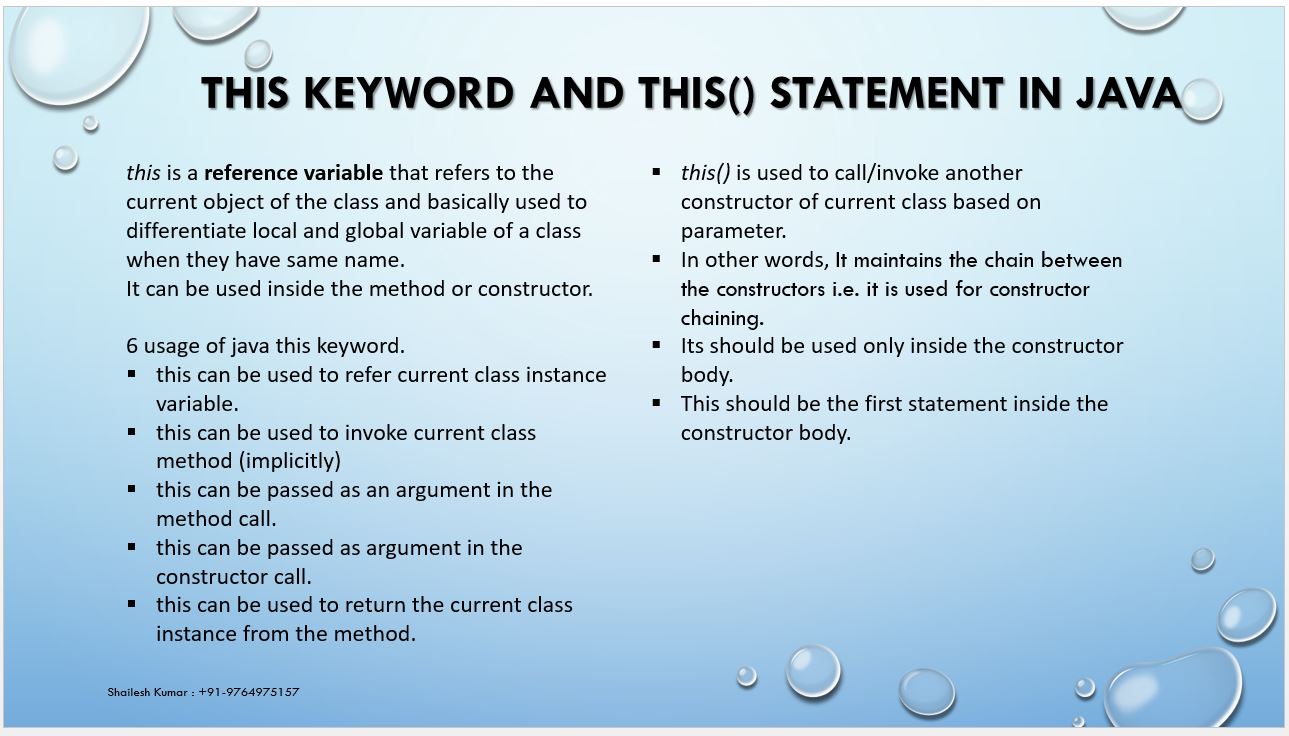 THIS KEYWORD AND THIS() STATEMENT IN JAVA
this is a reference variable that refers to the
current object of the class and basically used to
differentiate local and global variable of a class
when they have same name.
It can be used inside the method or constructor.
6 usage of java this keyword.
▪ this can be used to refer current class instance
variable.
▪ this can be used to invoke current class
method (implicitly)
▪ this can be passed as an argument in the
method call.
▪ this can be passed as argument in the
constructor call.
▪ this can be used to return the current class
instance from the method.
▪ this() is used to call/invoke another
constructor of current class based on
parameter.
▪ In other words, It maintains the chain between
the constructors i.e. it is used for constructor
chaining.
▪ Its should be used only inside the constructor
body.
▪ This should be the first statement inside the
constructor body.
Shailesh Kumar : +91-9764975157